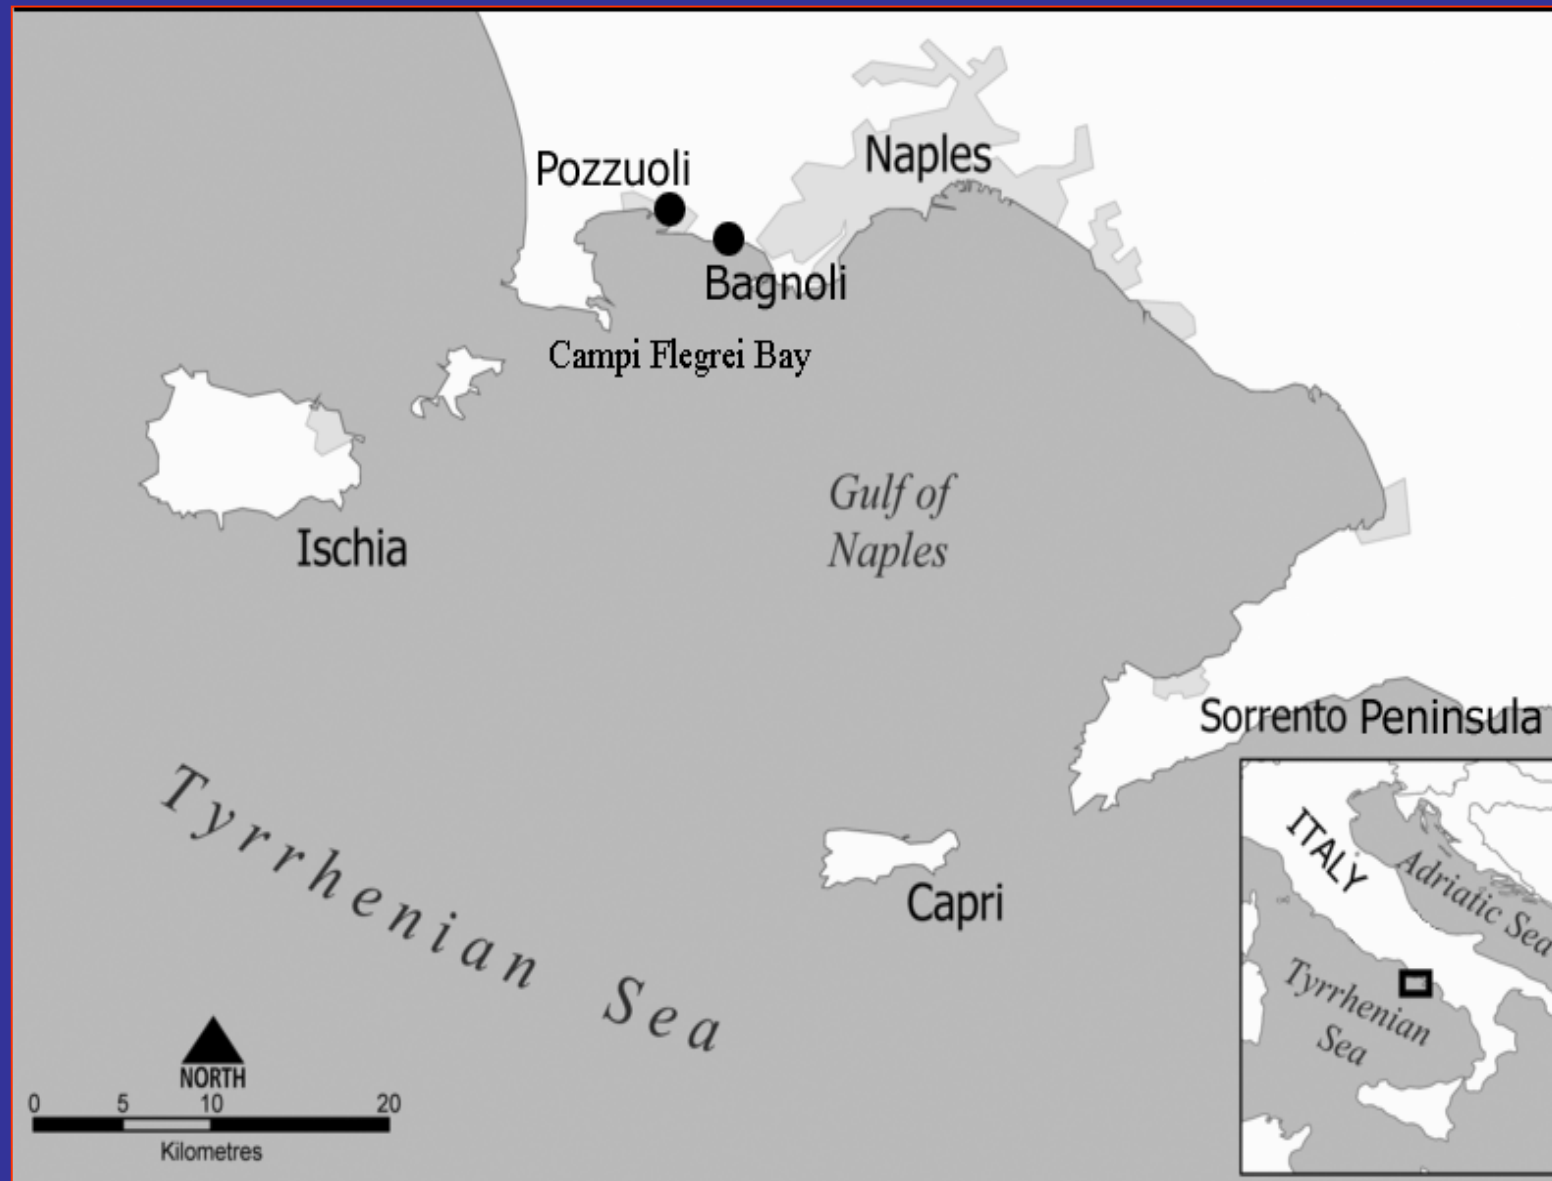 Naples
Pozzuoli
Bagnoli
Campi Flegrei Bay
Gulf of
Naples
Ischia
Sorrento Peninsula
Tyrrhenian Sea
Capri
ITALY
Adriatic Sea
Tyrrhenian
Sea
NORTH
0 5 10 20
Kilometres